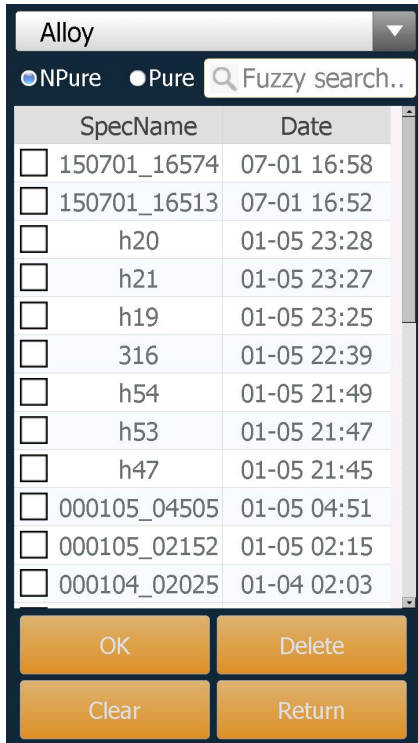 Alloy
NPure Pure Fuzzy search..
SpecName Date
150701_16574 07-01 16:58
150701_16513 07-01 16:52
h20 01-05 23:28
h21 01-05 23:27
h19 01-05 23:25
316 01-05 22:39
h54 01-05 21:49
h53 01-05 21:47
h47 01-05 21:45
000105_04505 01-05 04:51
000105_02152 01-05 02:15
000104_02025 01-04 02:03
OK Delete
Clear Return